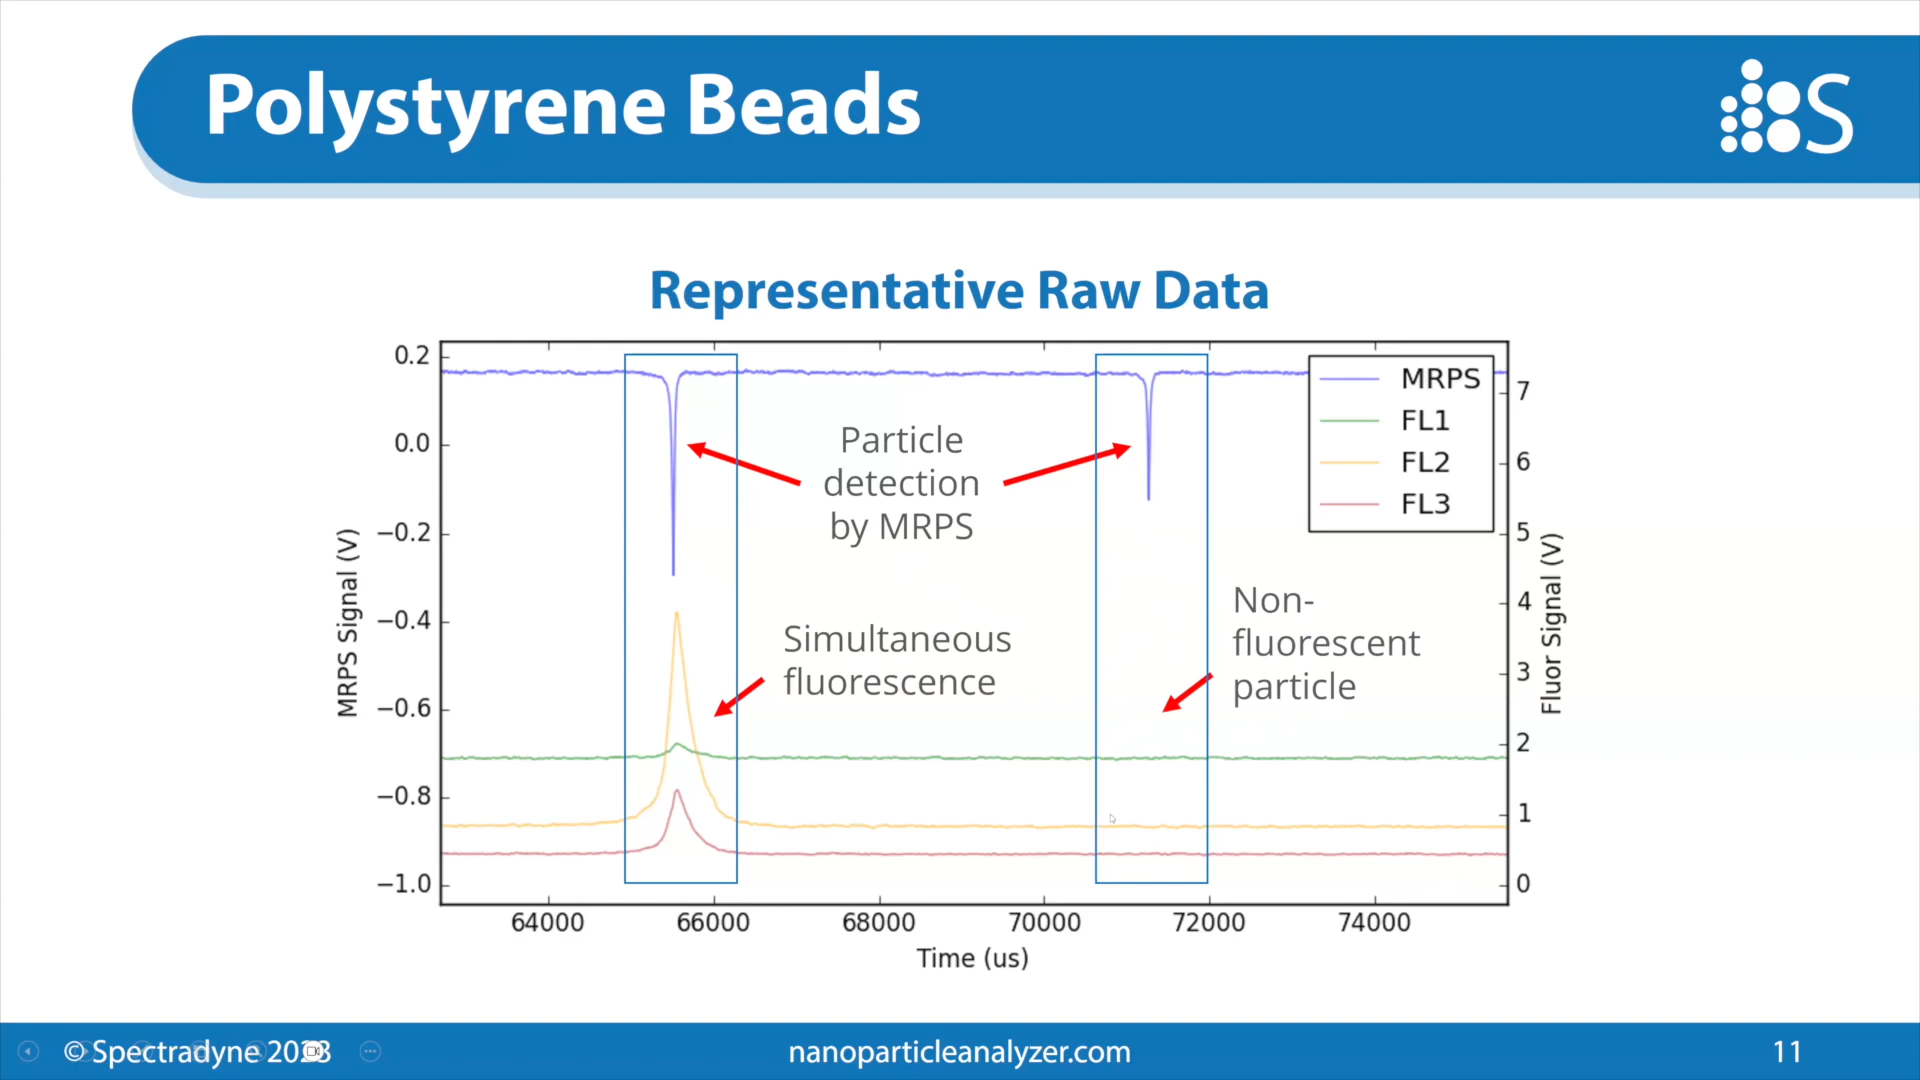 Polystyrene Beads
S
Representative Raw Data
0.2
0.0
−0.2
−0.4
−0.6
−0.8
−1.0
MRPS Signal (V)
Particle
detection
by MRPS
Simultaneous
fluorescence
Non-
fluorescent
particle
MRPS
FL1
FL2
FL3
7
6
5
4
3
2
1
0
Fluor Signal (V)
64000 66000 68000 70000 72000 74000
Time (us)
© Spectradyne 2023
nanoparticleanalyzer.com
11